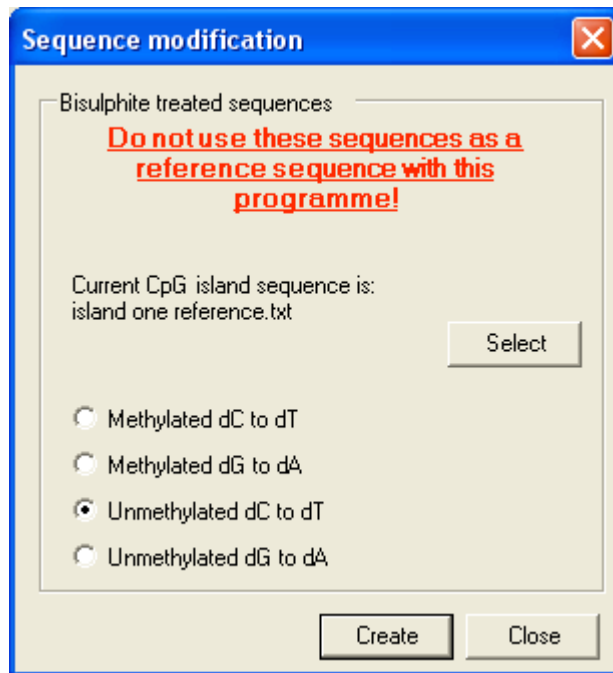 Sequence modification
Bisulphite treated sequences
Do not use these sequences as a
reference sequence with this
programme!
Current CpG island sequence is:
island one reference.txt
Select
Methylated dC to dT
Methylated dG to dA
Unmethylated dC to dT
Unmethylated dG to dA
Create
Close